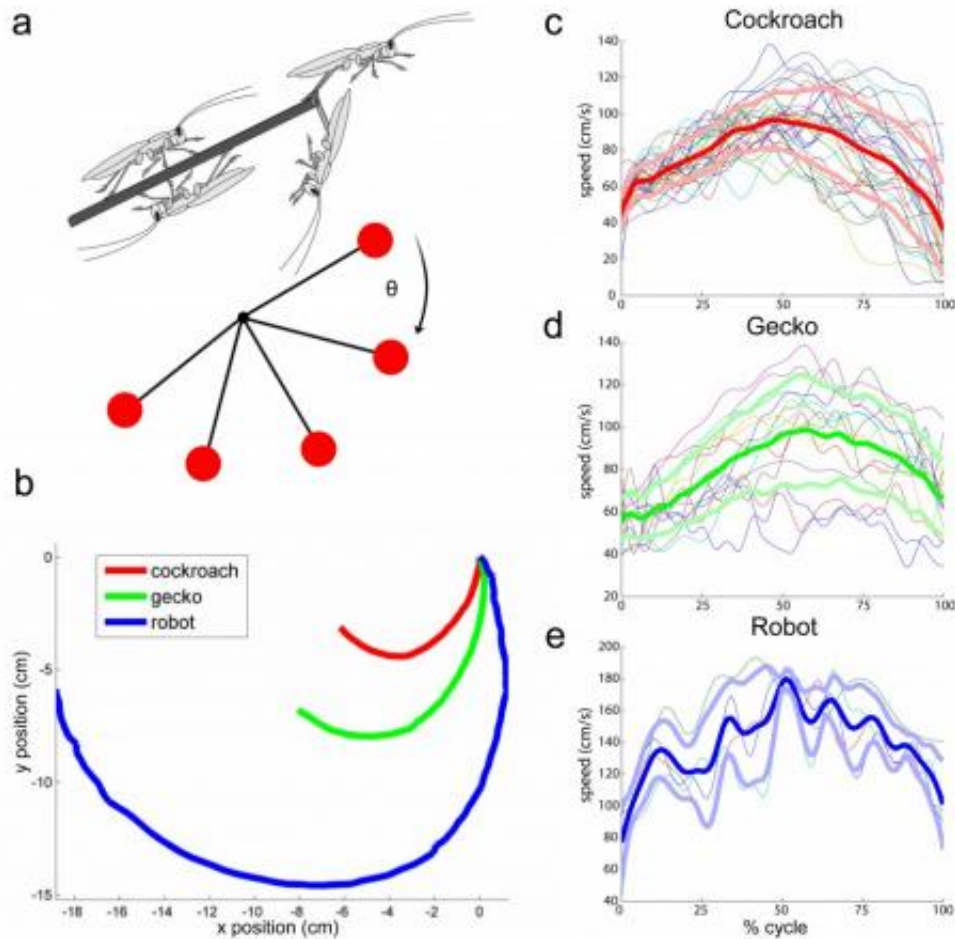 a
θ
b
cockroach
gecko
robot
0
-5
-10
-15
y position (cm)
-18 -16 -14 -12 -10 -8 -6 -4 -2 0
x position (cm)
c
Cockroach
140
120
100
80
60
40
20
0
speed (cm/s)
0 25 50 75 100
d
Gecko
140
120
100
80
60
40
20
speed (cm/s)
0 25 50 75 100
e
Robot
200
180
160
140
120
100
80
60
40
speed (cm/s)
0 25 50 75 100
% cycle